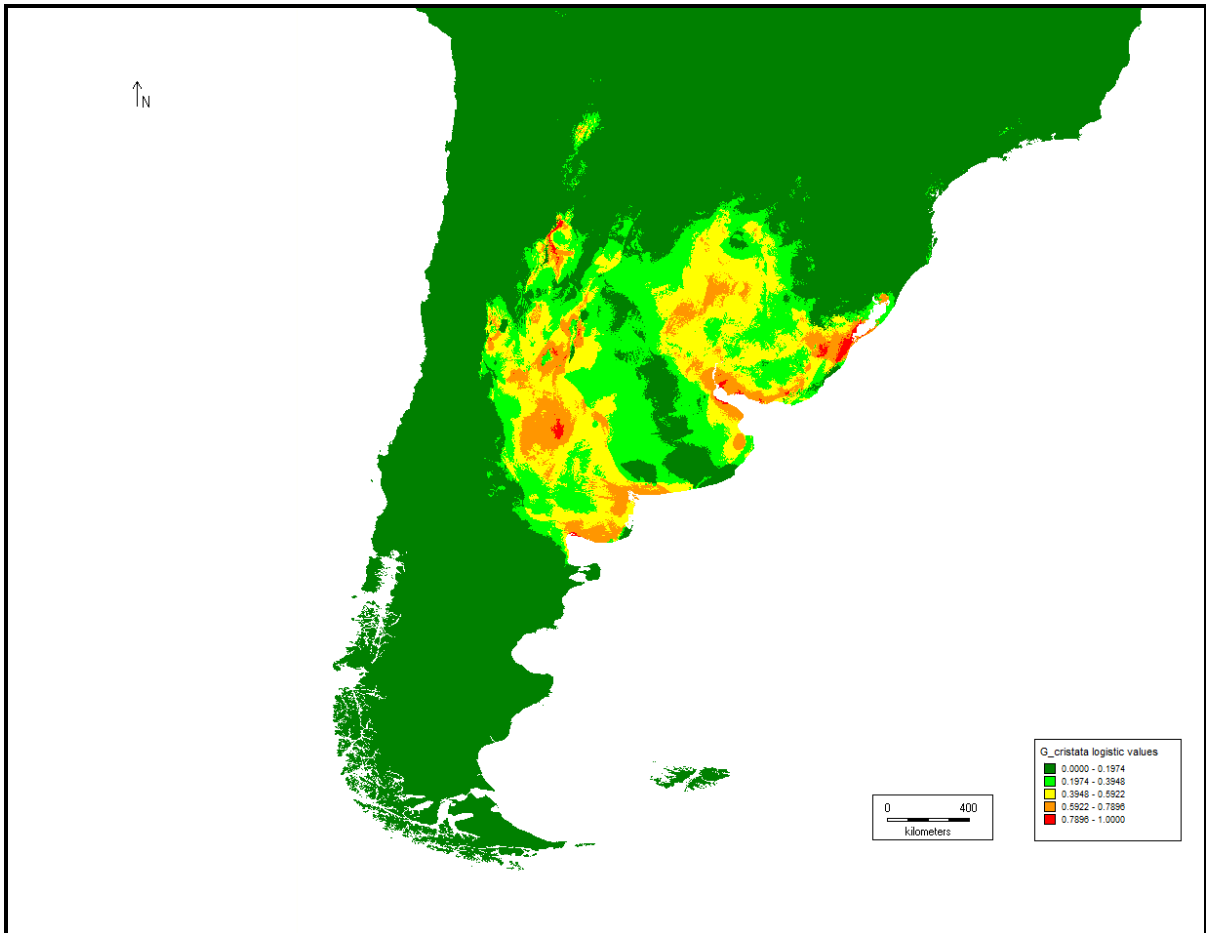 N
G_cristata logistic values
0.0000 - 0.1974
0.1974 - 0.3948
0.3948 - 0.5922
0.5922 - 0.7896
0.7896 - 1.0000
0 400
kilometers